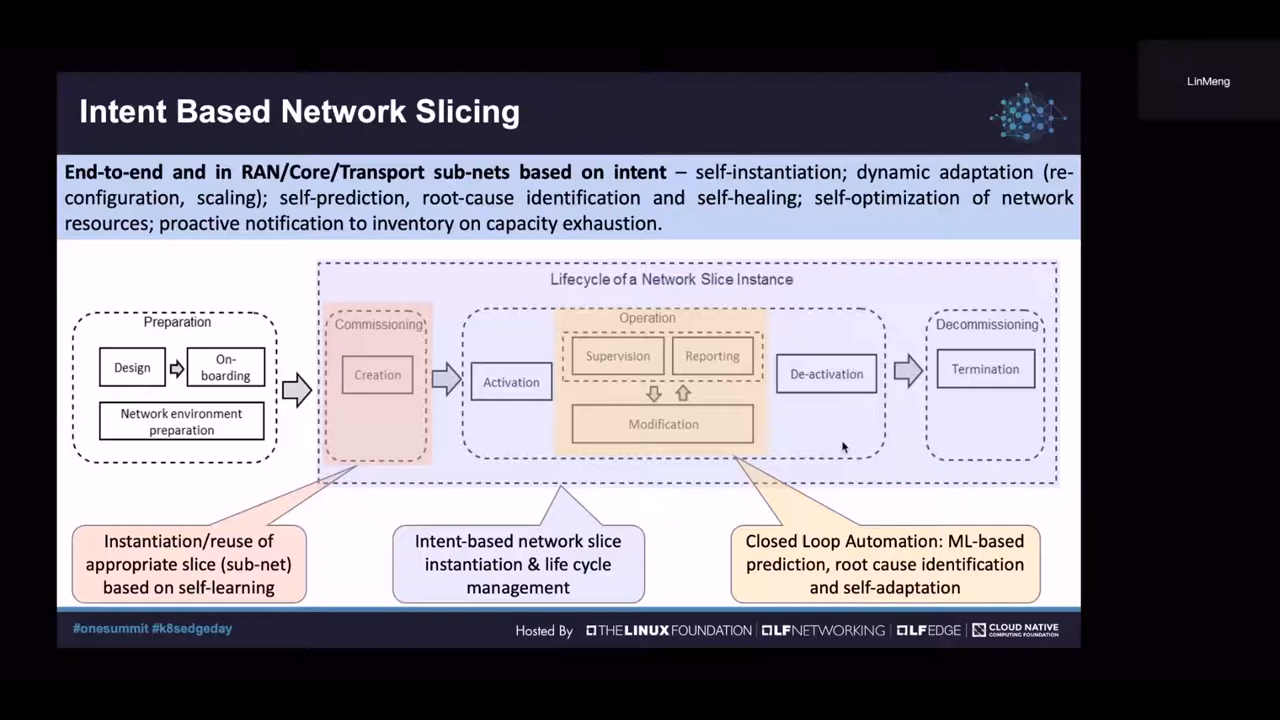 LinMeng
Intent Based Network Slicing
End-to-end and in RAN/Core/Transport sub-nets based on intent – self-instantiation; dynamic adaptation (re-
configuration, scaling); self-prediction, root-cause identification and self-healing; self-optimization of network
resources; proactive notification to inventory on capacity exhaustion.
Lifecycle of a Network Slice Instance
Preparation
Design
On-
boarding
Network environment
preparation
Commissioning
Creation
Operation
Activation
Supervision
Reporting
Modification
De-activation
Decommissioning
Termination
Instantiation/reuse of
appropriate slice (sub-net)
based on self-learning
Intent-based network slice
instantiation & life cycle
management
Closed Loop Automation: ML-based
prediction, root cause identification
and self-adaptation
#onesummit #k8sedgeday
Hosted By THE LINUX FOUNDATION LFNETWORKING LFEDGE CLOUD NATIVE
COMPUTING FOUNDATION